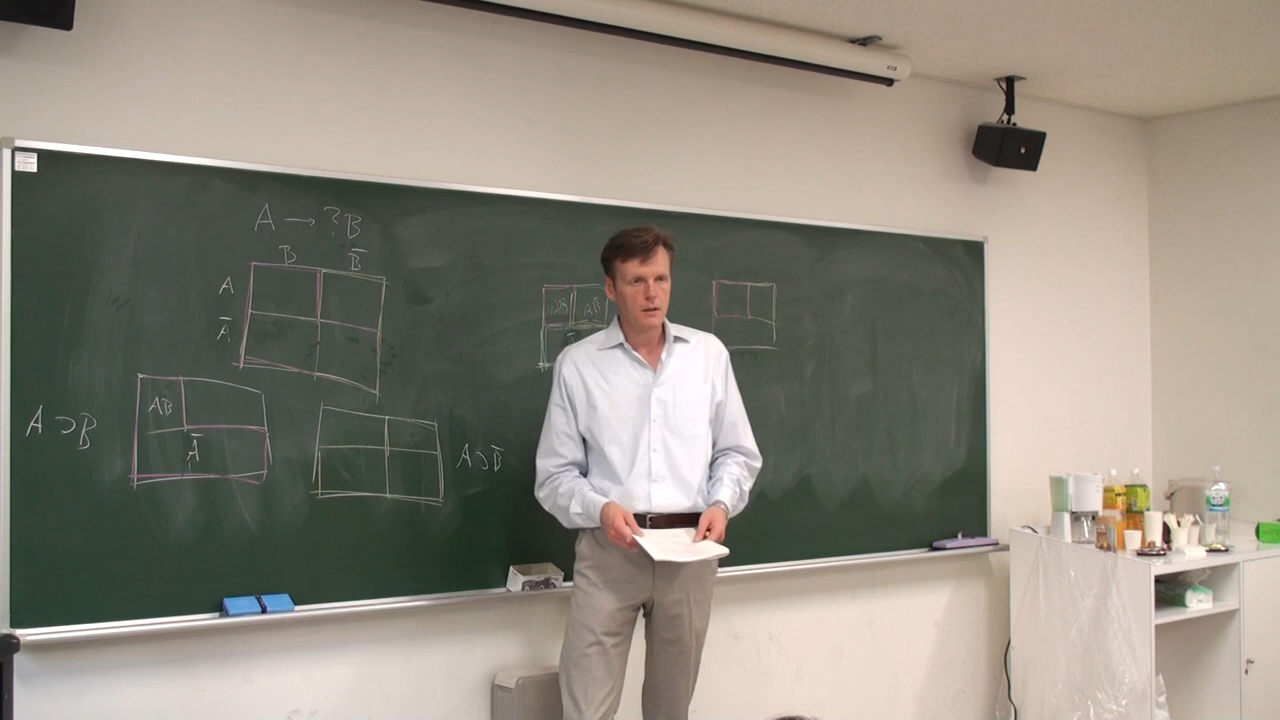 A → ? B
B B̅
A
A̅
AB
A̅
A ⊃ B
A ⊃ B̅
AB AB̅